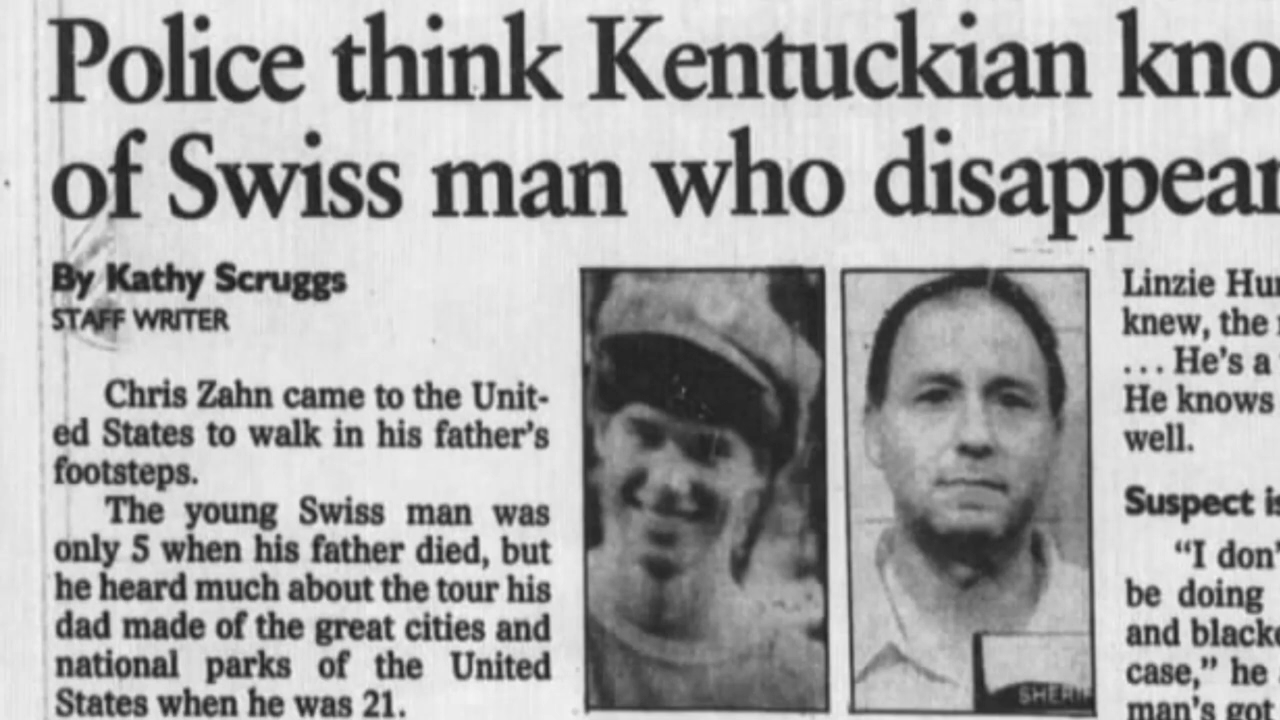 Police think Kentuckian kno
of Swiss man who disappear
By Kathy Scruggs
STAFF WRITER
Chris Zahn came to the Unit-
ed States to walk in his father's
footsteps.
The young Swiss man was
only 5 when his father died, but
he heard much about the tour his
dad made of the great cities and
national parks of the United
States when he was 21.
SHERIF
Linzie Hur
knew, the
... He's a
He knows
well.
Suspect is
"I don'
be doing
and blacke
case," he
man's got